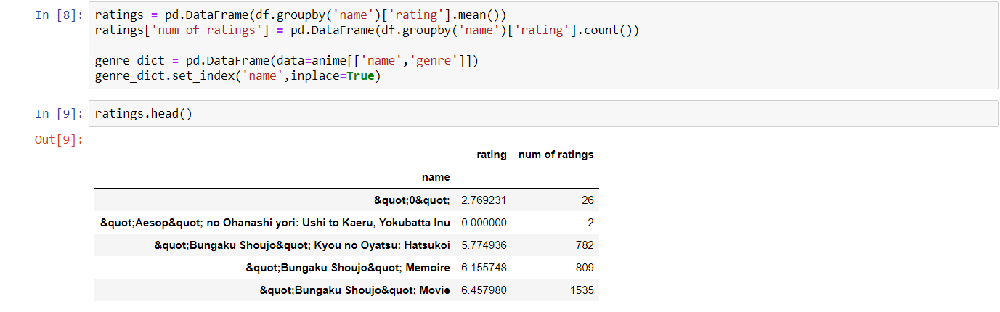 In [8]: ratings = pd.DataFrame(df.groupby('name')['rating'].mean())
ratings['num of ratings'] = pd.DataFrame(df.groupby('name')['rating'].count())
genre_dict = pd.DataFrame(data=anime[['name','genre']])
genre_dict.set_index('name',inplace=True)
In [9]: ratings.head()
Out[9]:
rating num of ratings
name
&quot;0&quot; 2.769231 26
&quot;Aesop&quot; no Ohanashi yori: Ushi to Kaeru, Yokubatta Inu 0.000000 2
&quot;Bungaku Shoujo&quot; Kyou no Oyatsu: Hatsukoi 5.774936 782
&quot;Bungaku Shoujo&quot; Memoire 6.155748 809
&quot;Bungaku Shoujo&quot; Movie 6.457980 1535